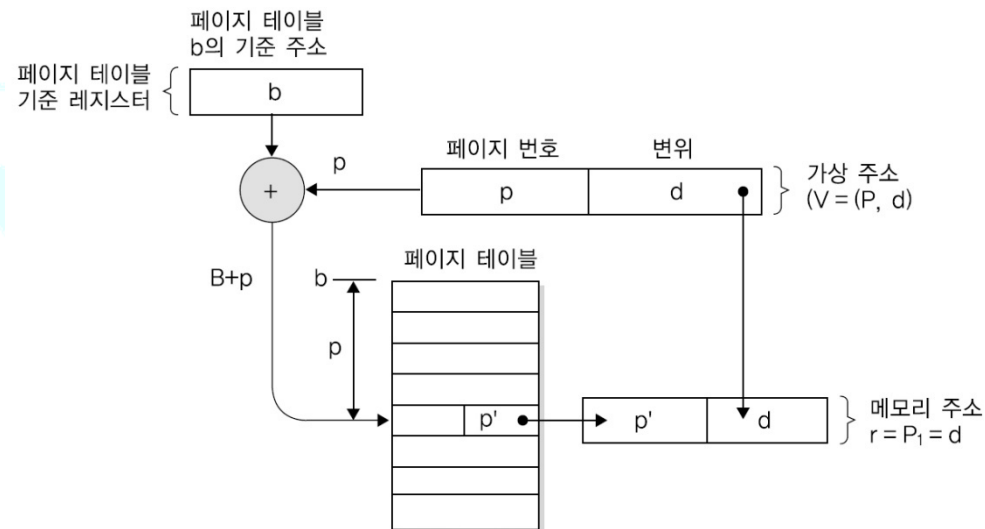 페이지 테이블
b의 기준 주소
페이지 테이블
기준 레지스터
b
페이지 번호
변위
p
+
p
d
가상 주소
(V = (P, d)
페이지 테이블
B+p
b
p
p'
p'
d
메모리 주소
r = P₁ = d